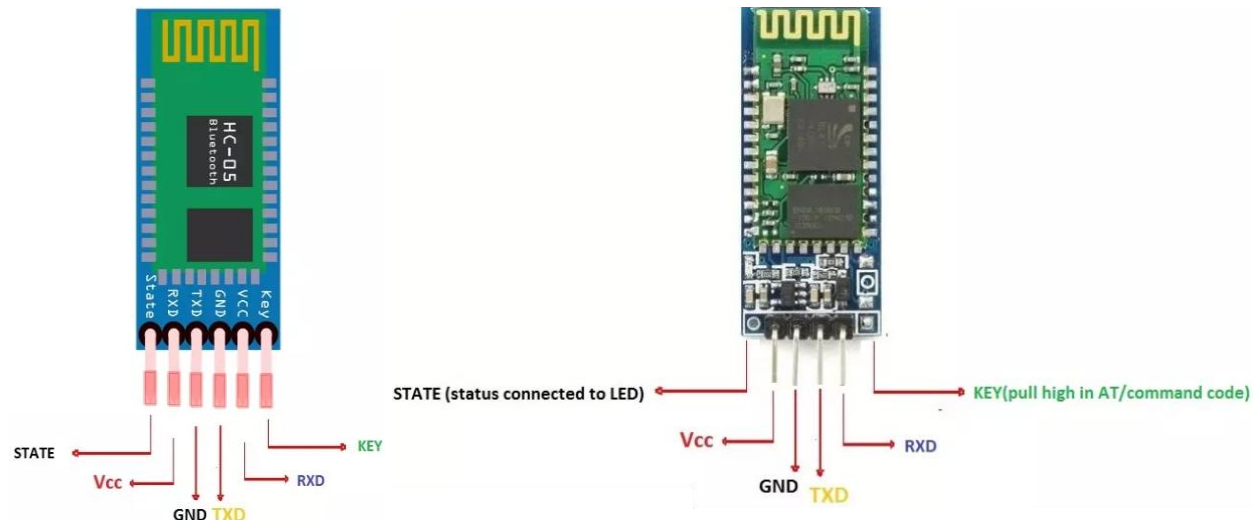 HC-05
Bluetooth
State
RXD
TXD
GND
VCC
Key
STATE
KEY
Vcc
RXD
GND TXD
STATE (status connected to LED)
KEY(pull high in AT/command code)
Vcc
RXD
GND
TXD